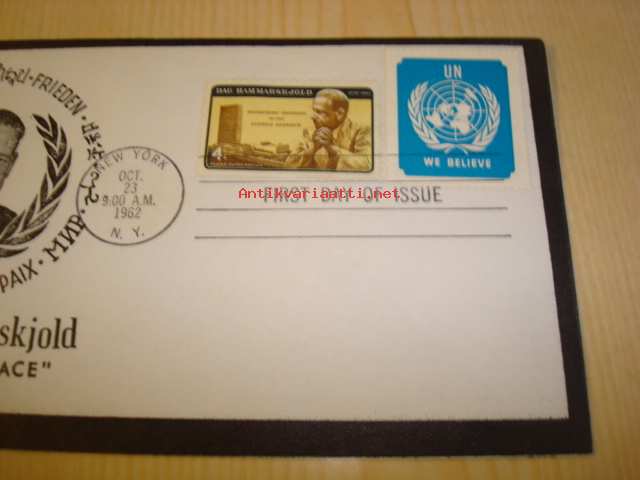 FRIEDEN
PAIX
МИР
NEW YORK
OCT.
23
9:00 A.M.
1962
N. Y.
DAG HAMMARSKJOLD
4¢
UN
WE BELIEVE
FIRST DAY OF ISSUE
Antikvariaatti.net
skjold
ACE"